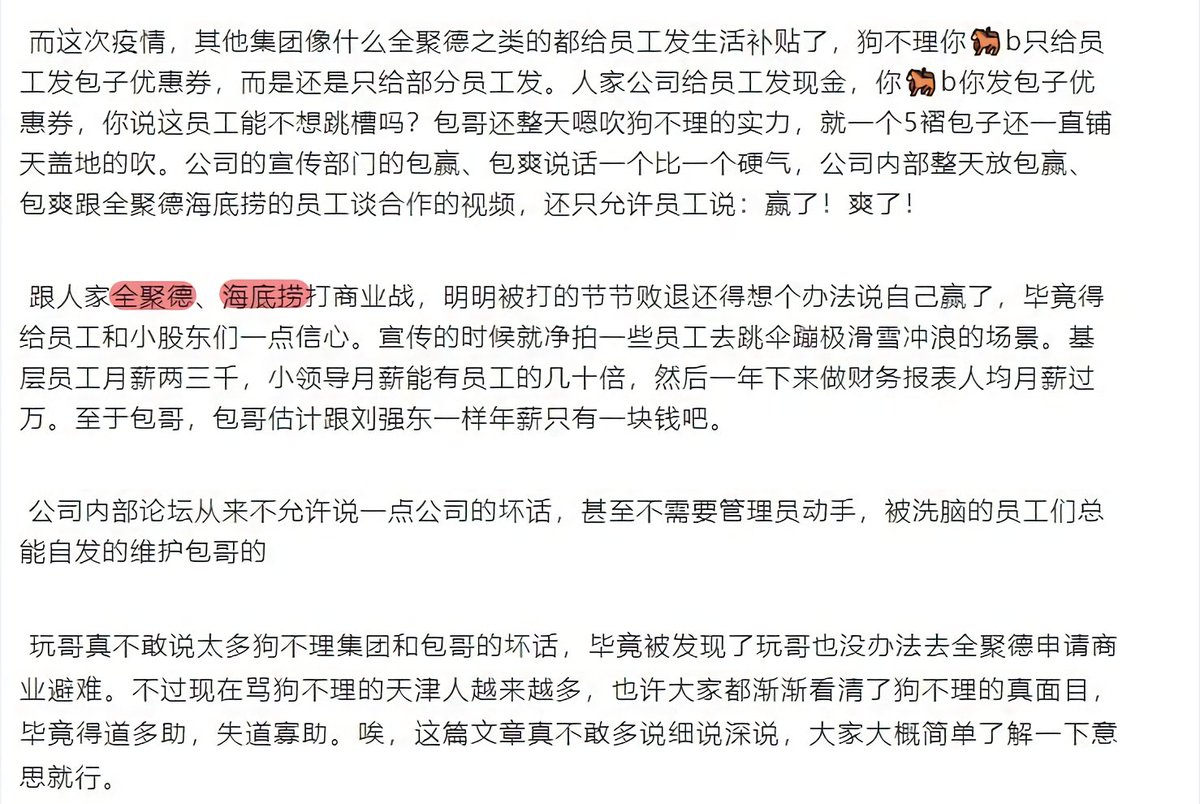 而这次疫情，其他集团像什么全聚德之类的都给员工发生活补贴了，狗不理你🐎b只给员
工发包子优惠券，而是还是只给部分员工发。人家公司给员工发现金，你🐎b你发包子优
惠券，你说这员工能不想跳槽吗？包哥还整天嗯吹狗不理的实力，就一个5褶包子还一直铺
天盖地的吹。公司的宣传部门的包赢、包爽说话一个比一个硬气，公司内部整天放包赢、
包爽跟全聚德海底捞的员工谈合作的视频，还只允许员工说：赢了！爽了！
跟人家全聚德、海底捞打商业战，明明被打的节节败退还得想个办法说自己赢了，毕竟得
给员工和小股东们一点信心。宣传的时候就净拍一些员工去跳伞蹦极滑雪冲浪的场景。基
层员工月薪两三千，小领导月薪能有员工的几十倍，然后一年下来做财务报表人均月薪过
万。至于包哥，包哥估计跟刘强东一样年薪只有一块钱吧。
公司内部论坛从来不允许说一点公司的坏话，甚至不需要管理员动手，被洗脑的员工们总
能自发的维护包哥的
玩哥真不敢说太多狗不理集团和包哥的坏话，毕竟被发现了玩哥也没办法去全聚德申请商
业避难。不过现在骂狗不理的天津人越来越多，也许大家都渐渐看清了狗不理的真面目，
毕竟得道多助，失道寡助。唉，这篇文章真不敢多说细说深说，大家大概简单了解一下意
思就行。